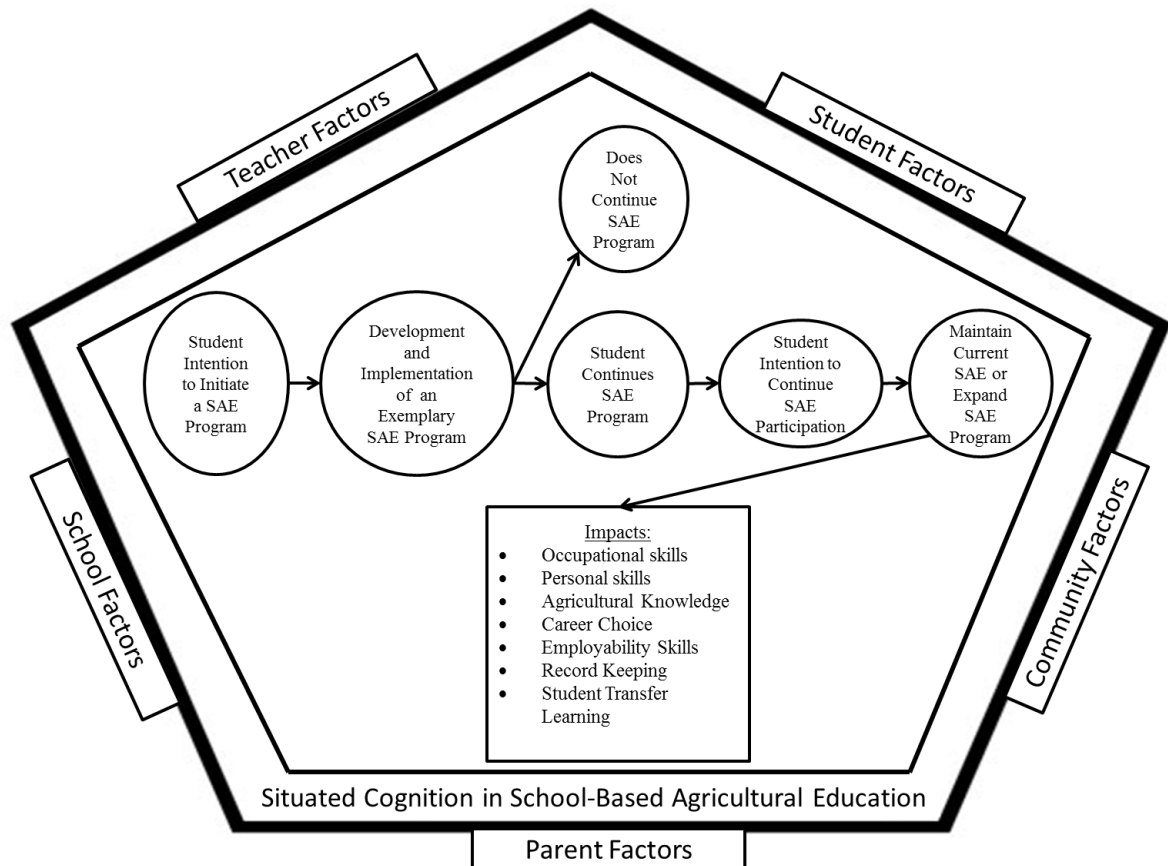 Teacher Factors
Student Factors
Does
Not
Continue
SAE
Program
Student
Intention
to Initiate
a SAE
Program
Development
and
Implementation
of an
Exemplary
SAE Program
Student
Continues
SAE
Program
Student
Intention to
Continue
SAE
Participation
Maintain
Current
SAE or
Expand
SAE
Program
School Factors
Community Factors
Impacts:
• Occupational skills
• Personal skills
• Agricultural Knowledge
• Career Choice
• Employability Skills
• Record Keeping
• Student Transfer
Learning
Situated Cognition in School-Based Agricultural Education
Parent Factors